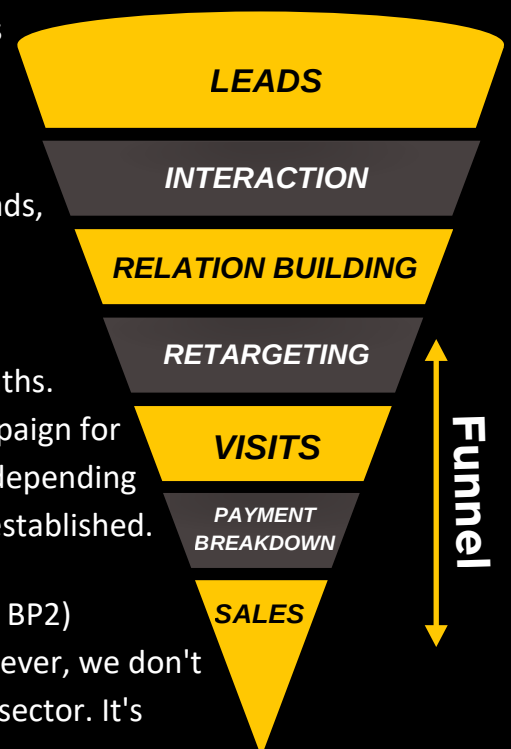 s
LEADS
INTERACTION
ads,
RELATION BUILDING
RETARGETING
ths.
paign for
VISITS
depending
PAYMENT
BREAKDOWN
established.
BP2)
SALES
ever, we don't
sector. It's
Funnel